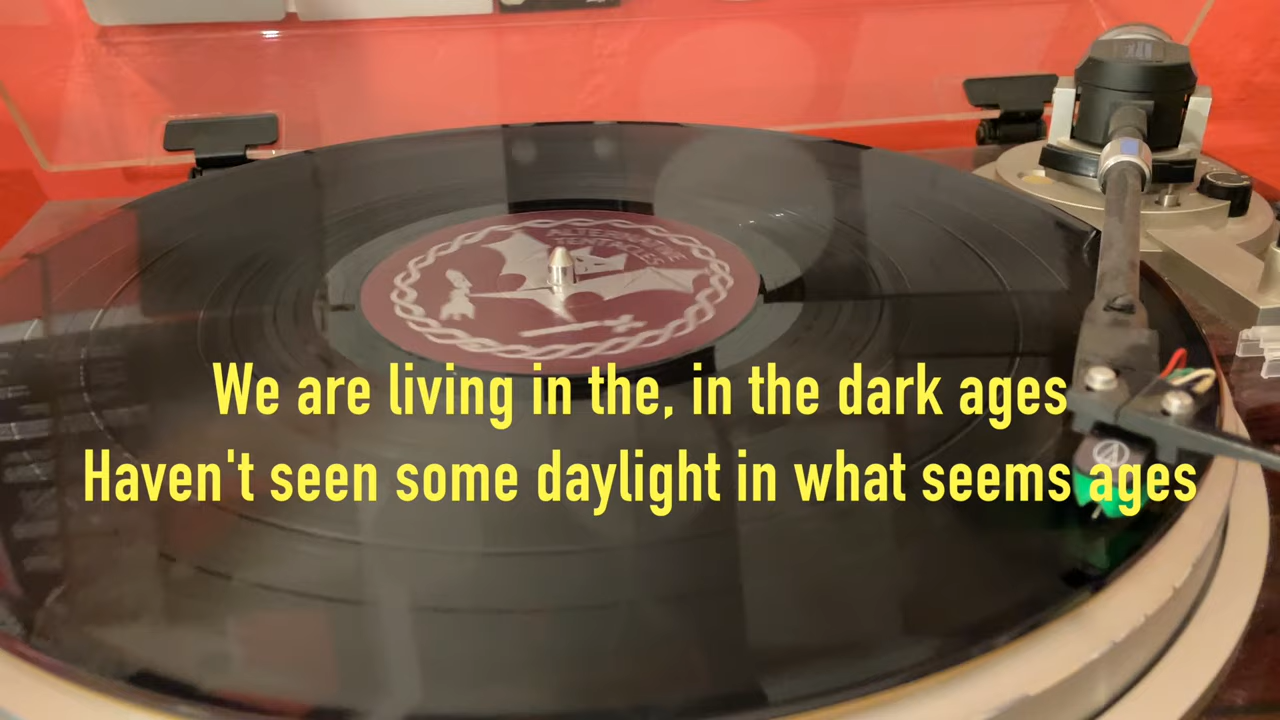 ALTERNATIVE
TENTACLES
We are living in the, in the dark ages
Haven't seen some daylight in what seems ages